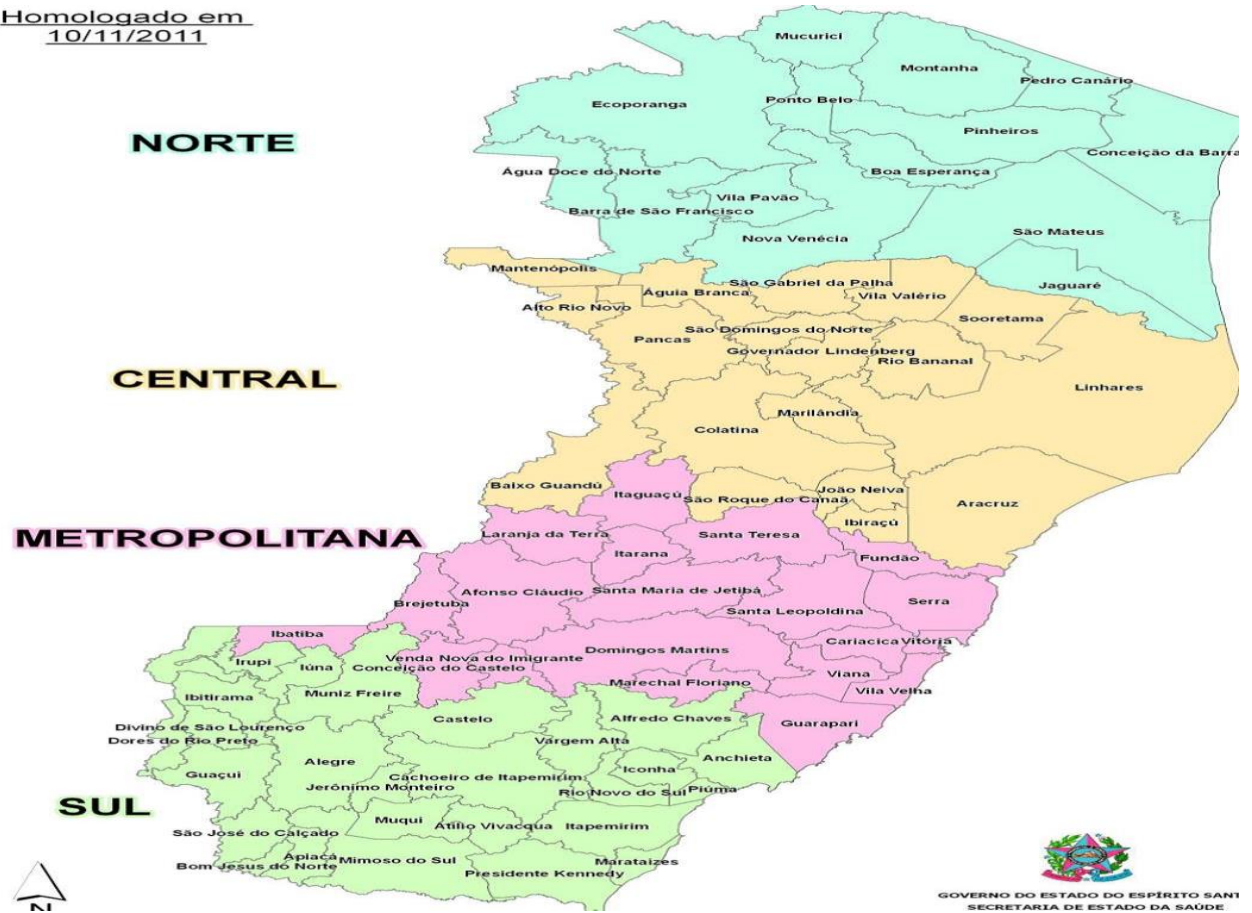 Homologado em
10/11/2011
Mucurici
Montanha
Pedro Canário
Ecoporanga
Ponto Belo
NORTE
Pinheiros
Conceição da Barra
Água Doce do Norte
Boa Esperança
Vila Pavão
Barra de São Francisco
São Mateus
Nova Venécia
Mantenópolis
São Gabriel da Palha
Jaguaré
Águia Branca
Vila Valério
Alto Rio Novo
Sooretama
São Domingos do Norte
Pancas
Governador Lindenberg
Rio Bananal
CENTRAL
Linhares
Marilândia
Colatina
Baixo Guandú
João Neiva
Itaguaçú
São Roque do Canaã
Aracruz
Ibiraçú
METROPOLITANA
Laranja da Terra
Santa Teresa
Itarana
Fundão
Afonso Cláudio
Santa Maria de Jetibá
Brejetuba
Serra
Santa Leopoldina
Ibatiba
Cariacica
Vitória
Domingos Martins
Irupi
Iúna
Venda Nova do Imigrante
Conceição do Castelo
Viana
Marechal Floriano
Ibitirama
Muniz Freire
Vila Velha
Castelo
Alfredo Chaves
Guarapari
Divino de São Lourenço
Dores do Rio Preto
Vargem Alta
Anchieta
Alegre
Iconha
Guaçui
Cachoeiro de Itapemirim
Jerônimo Monteiro
Rio Novo do Sul
Piúma
SUL
Muqui
Atílio Vivacqua
Itapemirim
São José do Calçado
Apiacá
Mimoso do Sul
Marataizes
Bom Jesus do Norte
Presidente Kennedy
N
GOVERNO DO ESTADO DO ESPÍRITO SANT
SECRETARIA DE ESTADO DA SAÚDE